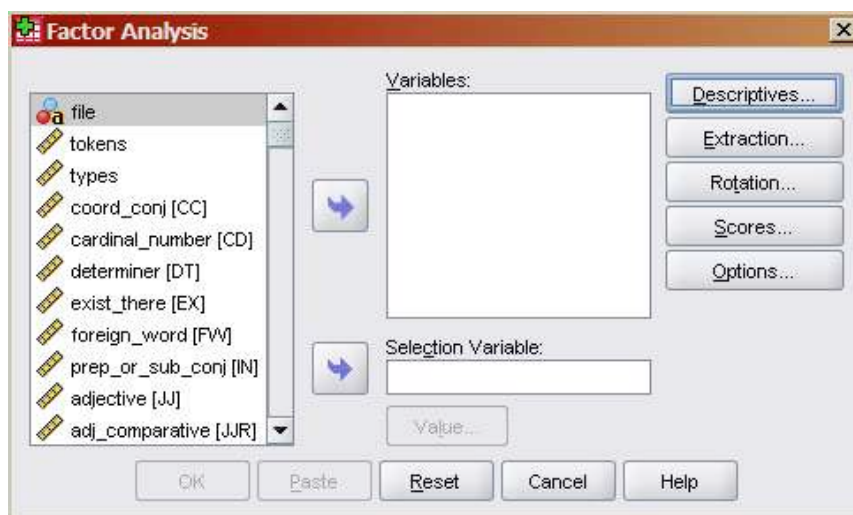 Factor Analysis
file
tokens
types
coord_conj [CC]
cardinal_number [CD]
determiner [DT]
exist_there [EX]
foreign_word [FW]
prep_or_sub_conj [IN]
adjective [JJ]
adj_comparative [JJR]
Variables:
Selection Variable:
Value...
Descriptives...
Extraction...
Rotation...
Scores...
Options...
OK Paste Reset Cancel Help